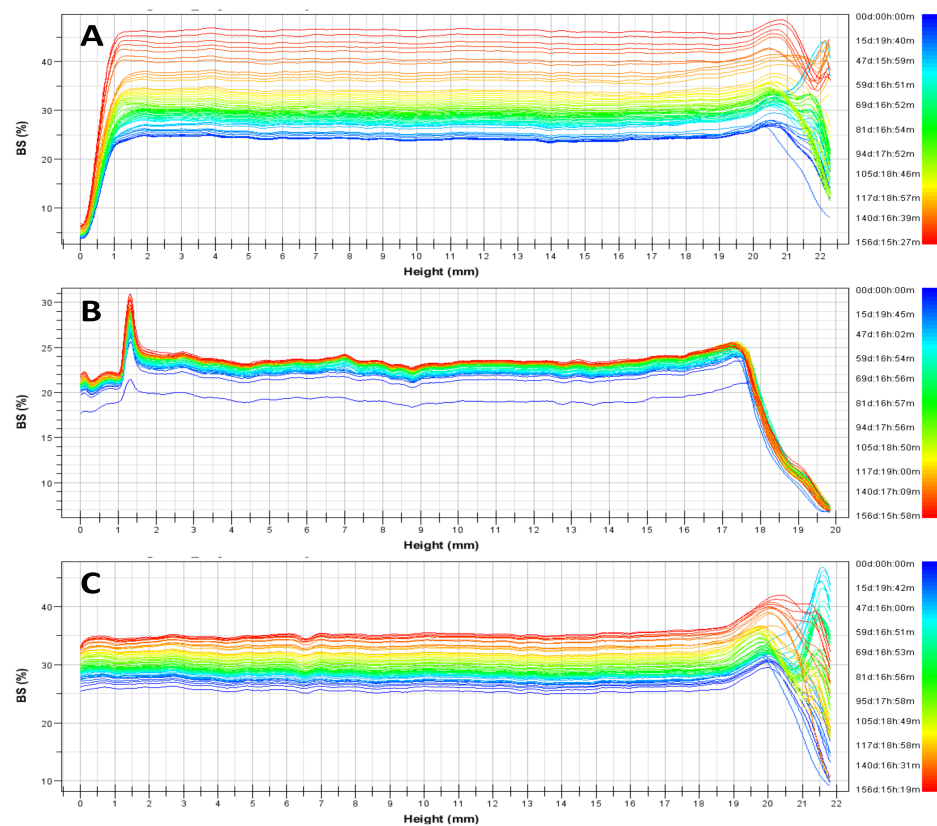 A
BS (%)
40
30
20
10
0 1 2 3 4 5 6 7 8 9 10 11 12 13 14 15 16 17 18 19 20 21 22
Height (mm)
00d:00h:00m
15d:19h:40m
47d:15h:59m
59d:16h:51m
69d:16h:52m
81d:16h:54m
94d:17h:52m
105d:18h:46m
117d:18h:57m
140d:16h:39m
156d:15h:27m
B
BS (%)
30
25
20
15
10
0 1 2 3 4 5 6 7 8 9 10 11 12 13 14 15 16 17 18 19 20
Height (mm)
00d:00h:00m
15d:19h:45m
47d:16h:02m
59d:16h:54m
69d:16h:56m
81d:16h:57m
94d:17h:56m
105d:18h:50m
117d:19h:00m
140d:17h:09m
156d:15h:58m
C
BS (%)
40
30
20
10
0 1 2 3 4 5 6 7 8 9 10 11 12 13 14 15 16 17 18 19 20 21 22
Height (mm)
00d:00h:00m
15d:19h:42m
47d:16h:00m
59d:16h:51m
69d:16h:53m
81d:16h:56m
95d:17h:58m
105d:18h:49m
117d:18h:58m
140d:16h:31m
156d:15h:19m